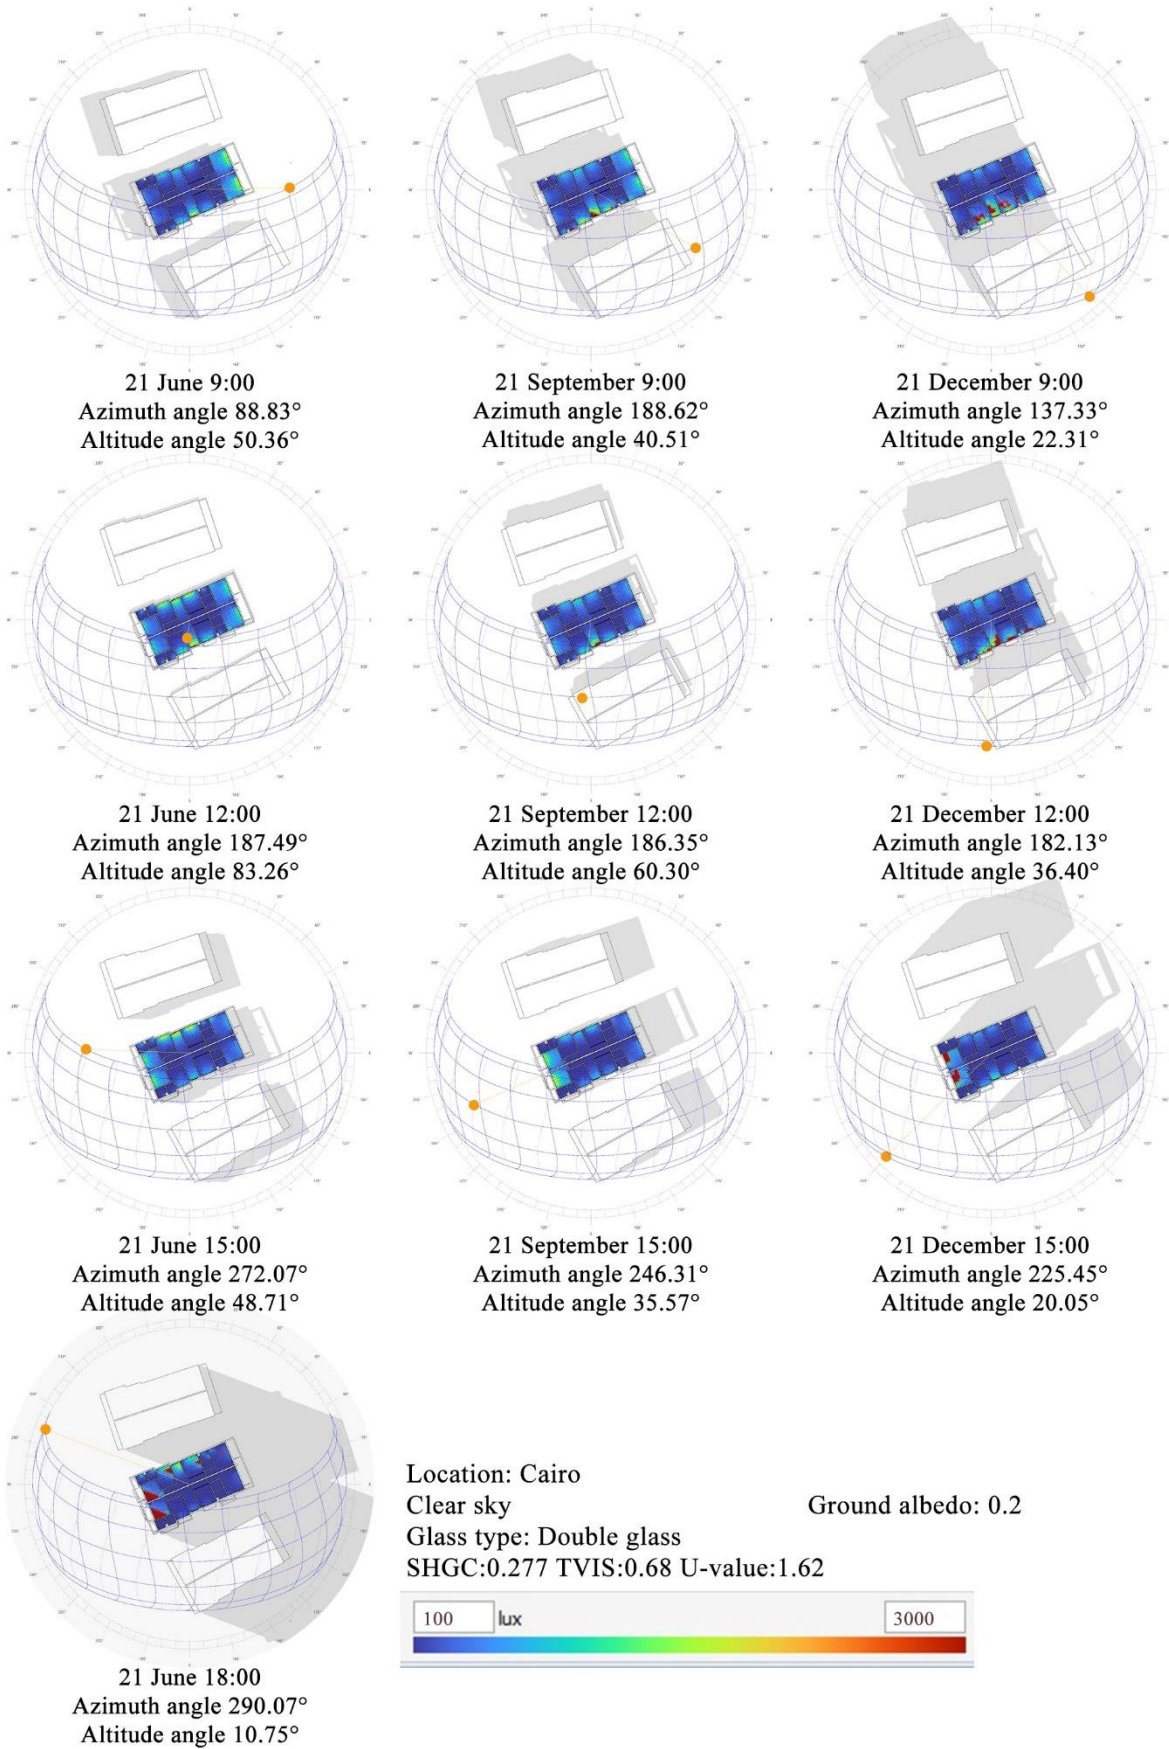 21 June 9:00
Azimuth angle 88.83°
Altitude angle 50.36°
21 September 9:00
Azimuth angle 188.62°
Altitude angle 40.51°
21 December 9:00
Azimuth angle 137.33°
Altitude angle 22.31°
21 June 12:00
Azimuth angle 187.49°
Altitude angle 83.26°
21 September 12:00
Azimuth angle 186.35°
Altitude angle 60.30°
21 December 12:00
Azimuth angle 182.13°
Altitude angle 36.40°
21 June 15:00
Azimuth angle 272.07°
Altitude angle 48.71°
21 September 15:00
Azimuth angle 246.31°
Altitude angle 35.57°
21 December 15:00
Azimuth angle 225.45°
Altitude angle 20.05°
21 June 18:00
Azimuth angle 290.07°
Altitude angle 10.75°
Location: Cairo
Clear sky Ground albedo: 0.2
Glass type: Double glass
SHGC:0.277 TVIS:0.68 U-value:1.62
100 lux 3000